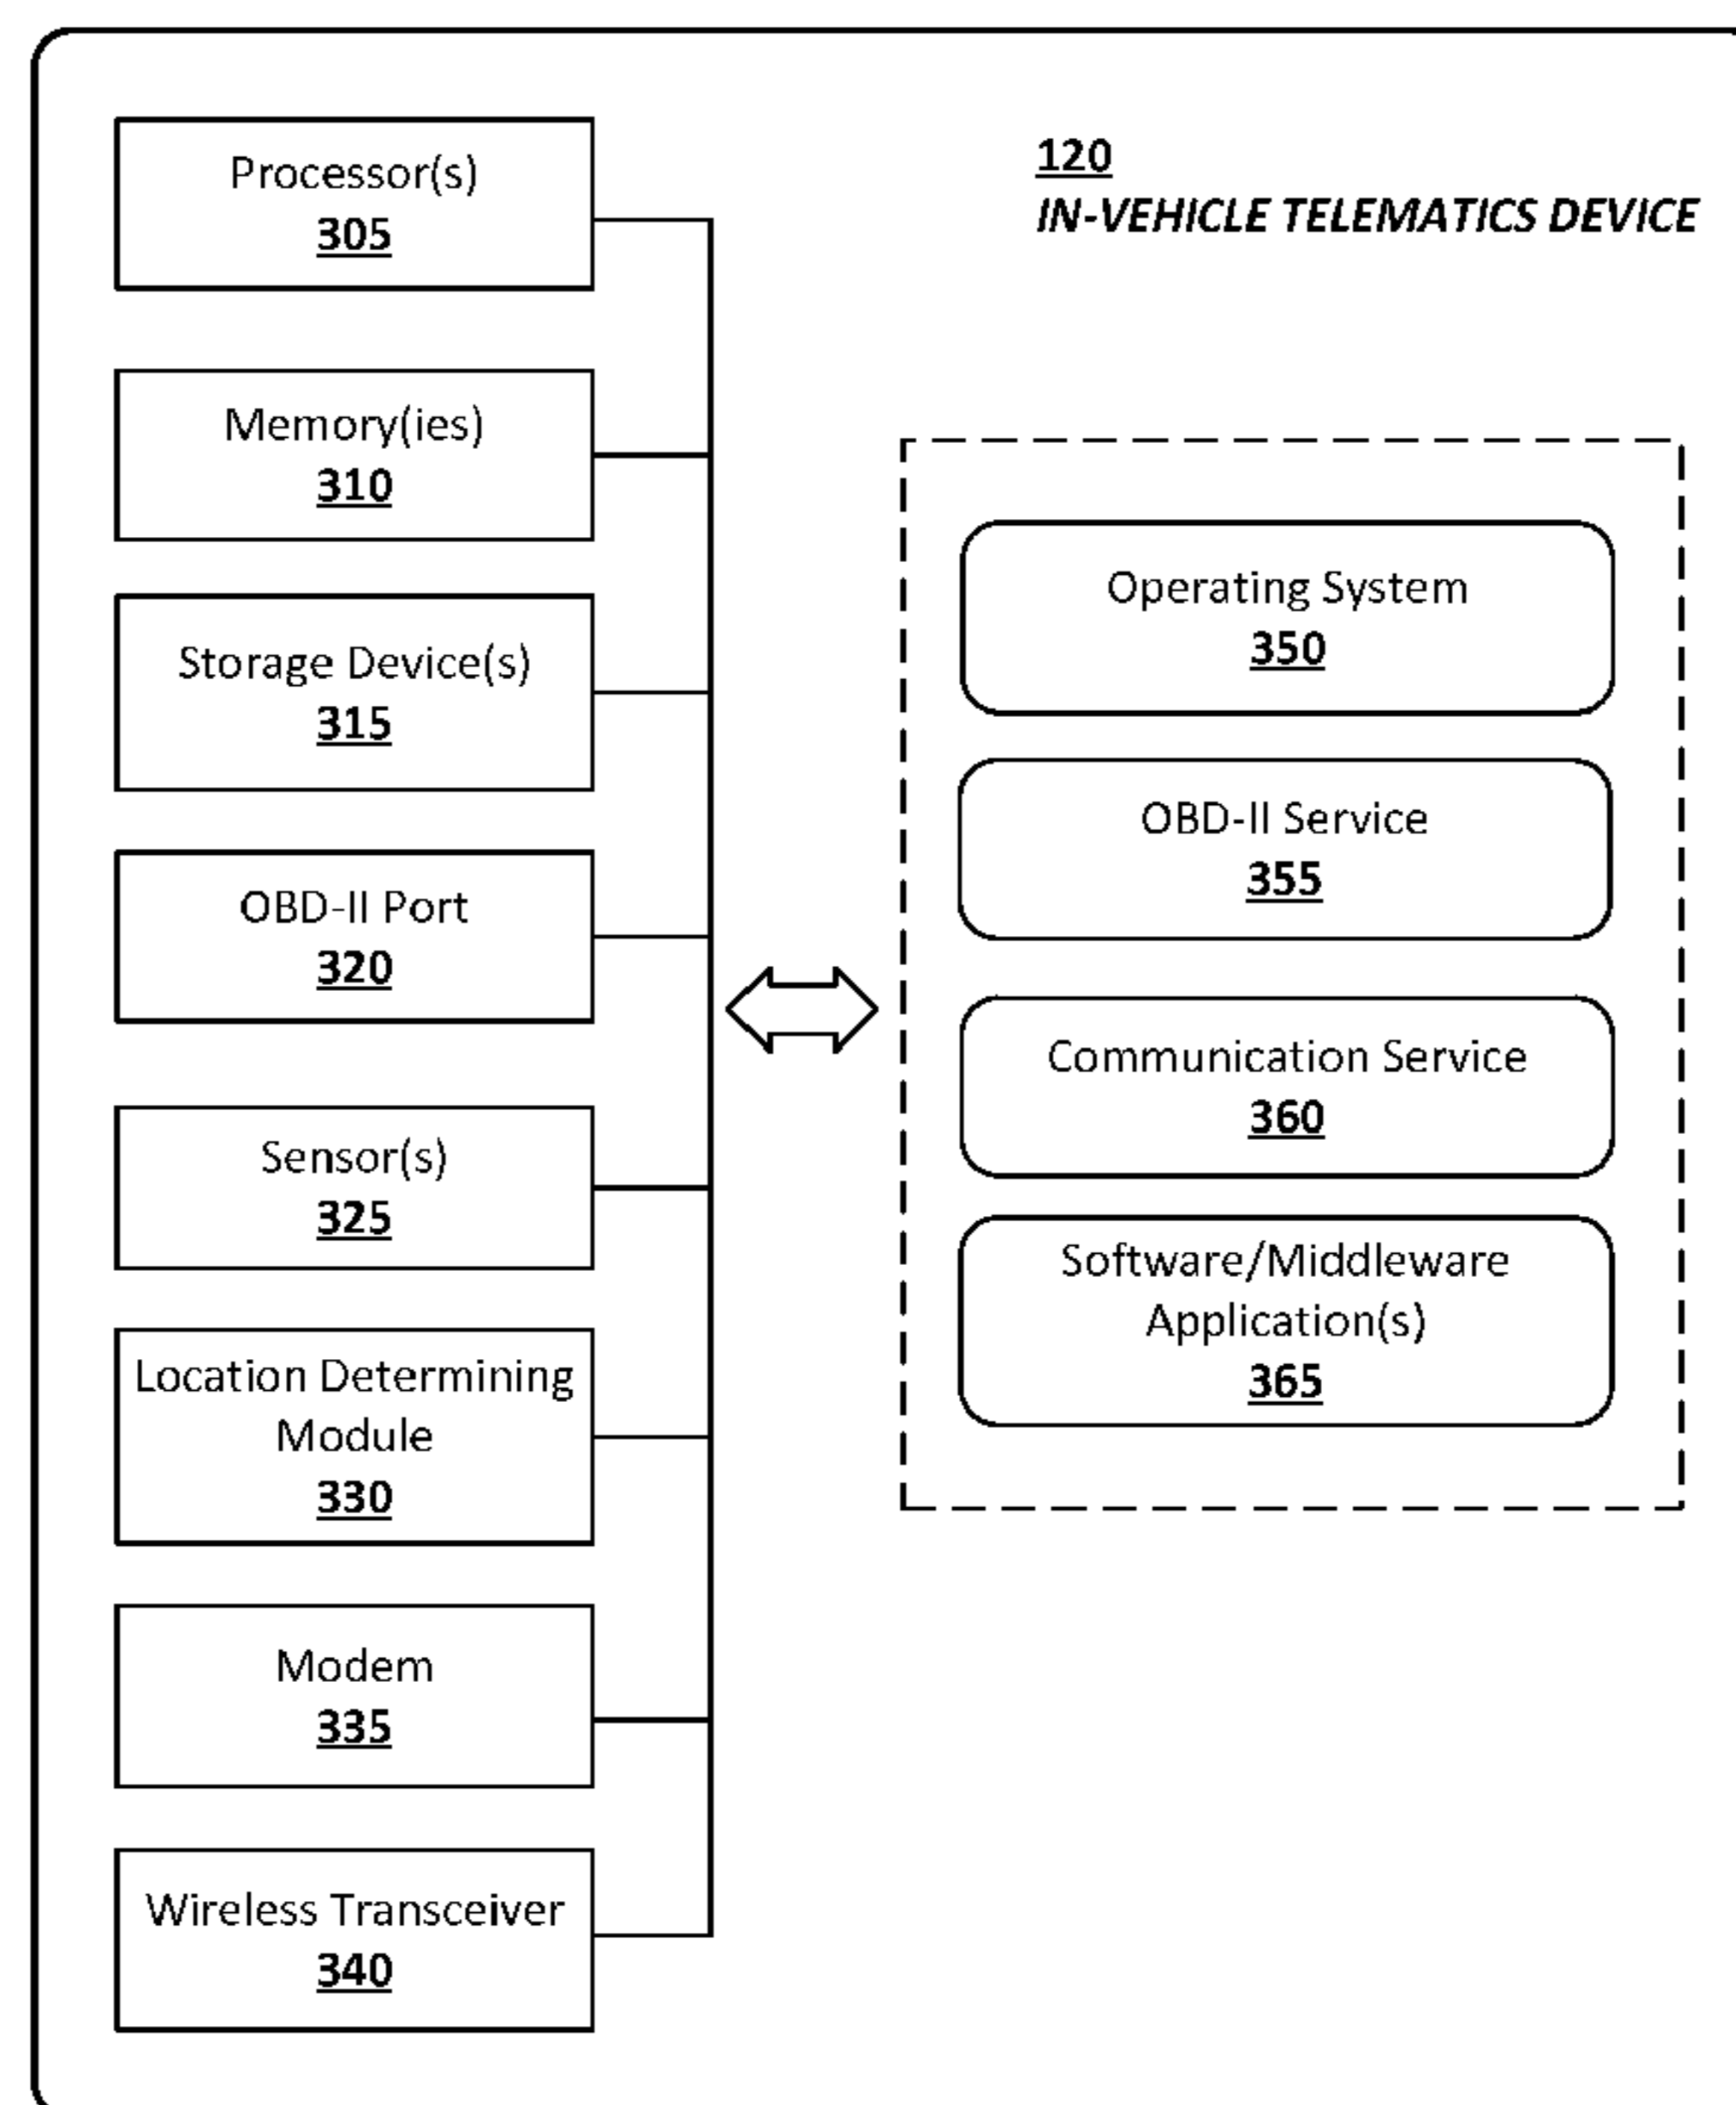 Processor(s)
305
Memory(ies)
310
Storage Device(s)
315
OBD-II Port
320
Sensor(s)
325
Location Determining
Module
330
Modem
335
Wireless Transceiver
340
120
IN-VEHICLE TELEMATICS DEVICE
Operating System
350
OBD-II Service
355
Communication Service
360
Software/Middleware
Application(s)
365